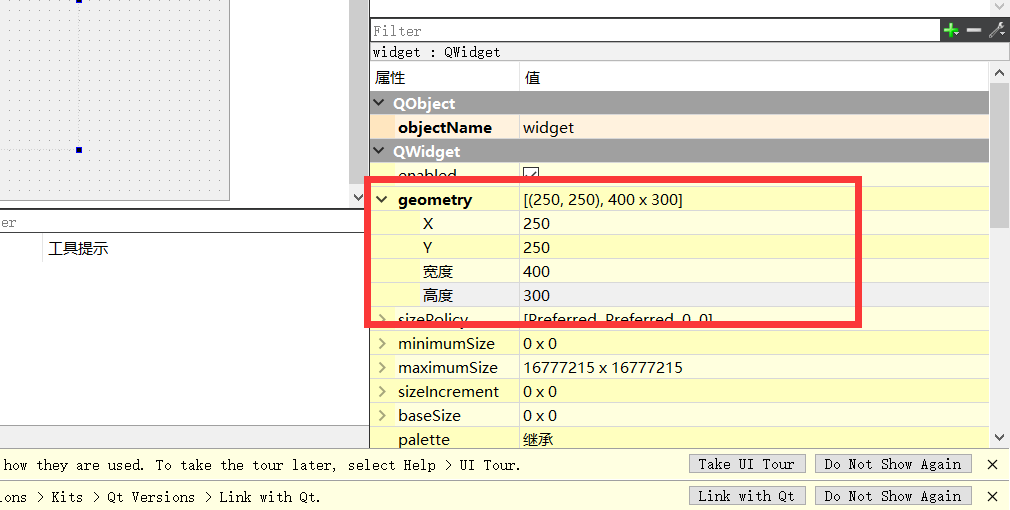 Filter
widget : QWidget
属性 值
QObject
objectName widget
QWidget
enabled
geometry [(250, 250), 400 x 300]
X 250
Y 250
宽度 400
高度 300
sizePolicy [Preferred, Preferred, 0, 0]
minimumSize 0 x 0
maximumSize 16777215 x 16777215
sizeIncrement 0 x 0
baseSize 0 x 0
palette 继承
er
工具提示
how they are used. To take the tour later, select Help > UI Tour. Take UI Tour Do Not Show Again
ions > Kits > Qt Versions > Link with Qt. Link with Qt Do Not Show Again